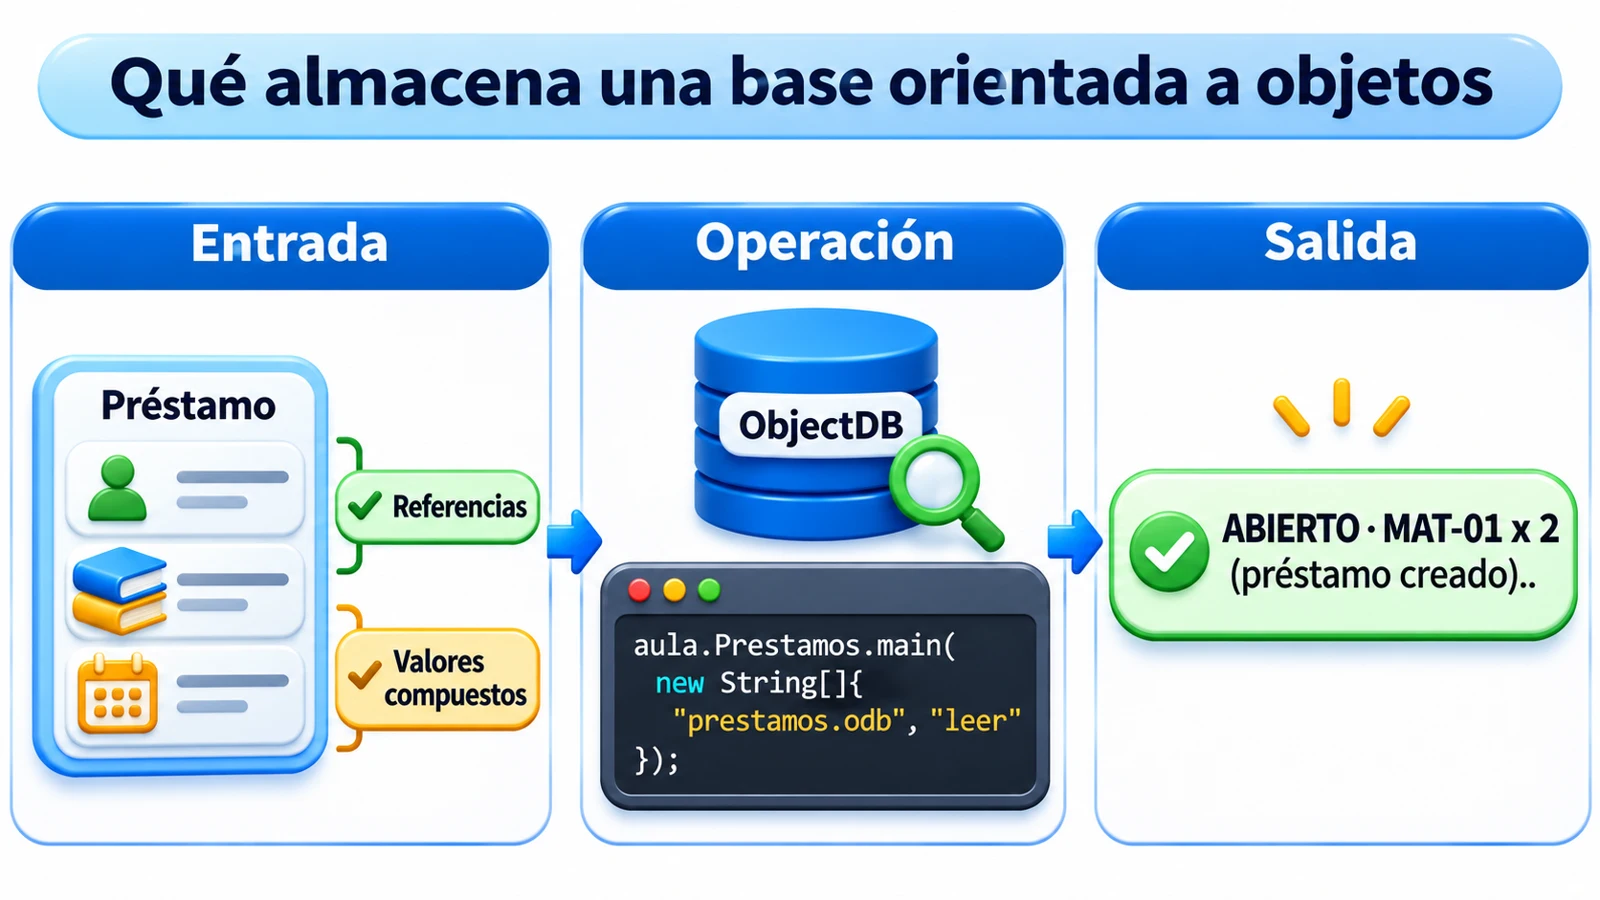 Qué almacena una base orientada a objetos
Entrada
Préstamo
Referencias
Valores
compuestos
Operación
ObjectDB
aula.Prestamos.main(
new String[]{
"prestamos.odb", "leer"
});
Salida
ABIERTO · MAT-01 x 2
(préstamo creado)..